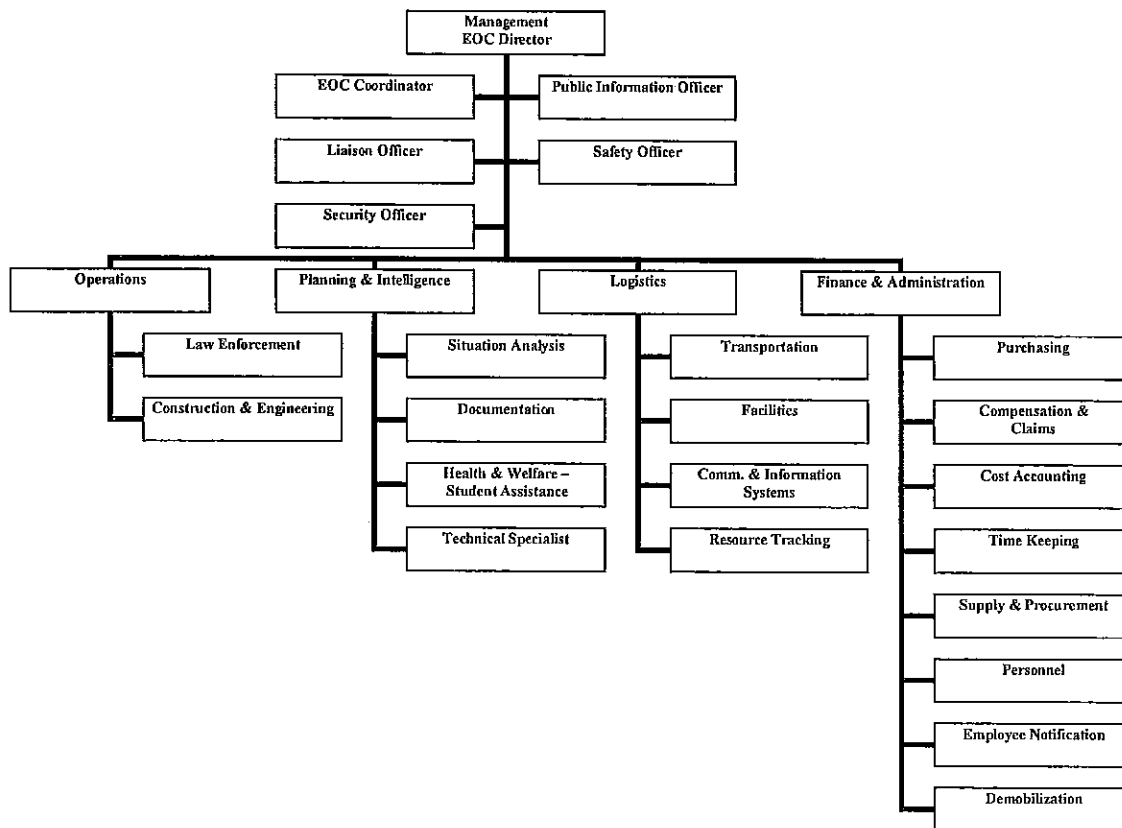 Management
EOC Director
EOC Coordinator
Public Information Officer
Liaison Officer
Safety Officer
Security Officer
Operations
Planning & Intelligence
Logistics
Finance & Administration
Law Enforcement
Construction & Engineering
Situation Analysis
Documentation
Health & Welfare –
Student Assistance
Technical Specialist
Transportation
Facilities
Comm. & Information
Systems
Resource Tracking
Purchasing
Compensation &
Claims
Cost Accounting
Time Keeping
Supply & Procurement
Personnel
Employee Notification
Demobilization